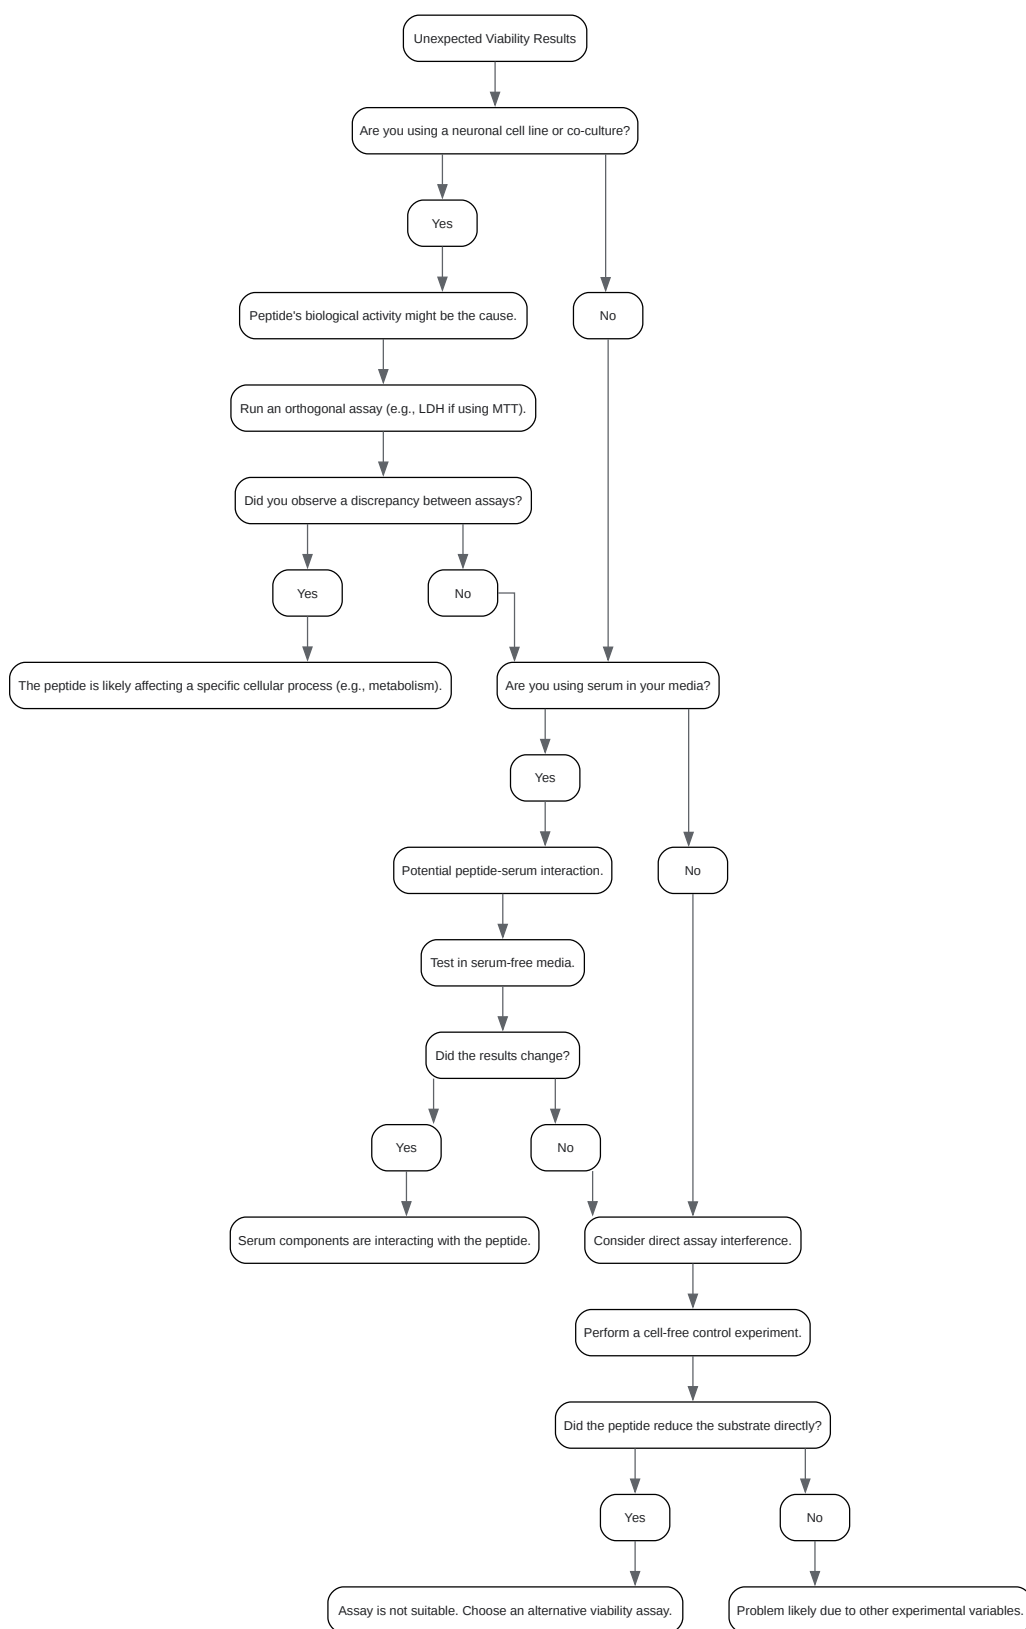 Unexpected Viability Results
Are you using a neuronal cell line or co-culture?
Yes
Peptide's biological activity might be the cause.
No
Run an orthogonal assay (e.g., LDH if using MTT).
Did you observe a discrepancy between assays?
Yes
No
The peptide is likely affecting a specific cellular process (e.g., metabolism).
Are you using serum in your media?
Yes
Potential peptide-serum interaction.
No
Test in serum-free media.
Did the results change?
Yes
No
Serum components are interacting with the peptide.
Consider direct assay interference.
Perform a cell-free control experiment.
Did the peptide reduce the substrate directly?
Yes
No
Assay is not suitable. Choose an alternative viability assay.
Problem likely due to other experimental variables.